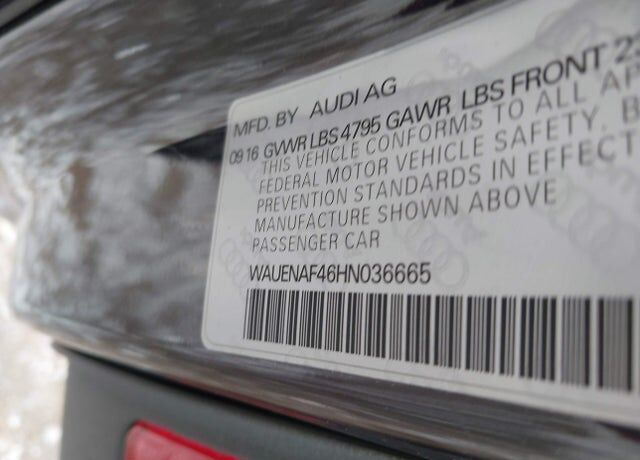 MFD. BY AUDI AG
09 16 GVWR LBS 4795 GAWR LBS FRONT
THIS VEHICLE CONFORMS TO ALL
FEDERAL MOTOR VEHICLE SAFETY,
PREVENTION STANDARDS IN EFFECT
MANUFACTURE SHOWN ABOVE
PASSENGER CAR
WAUENAF46HN036665